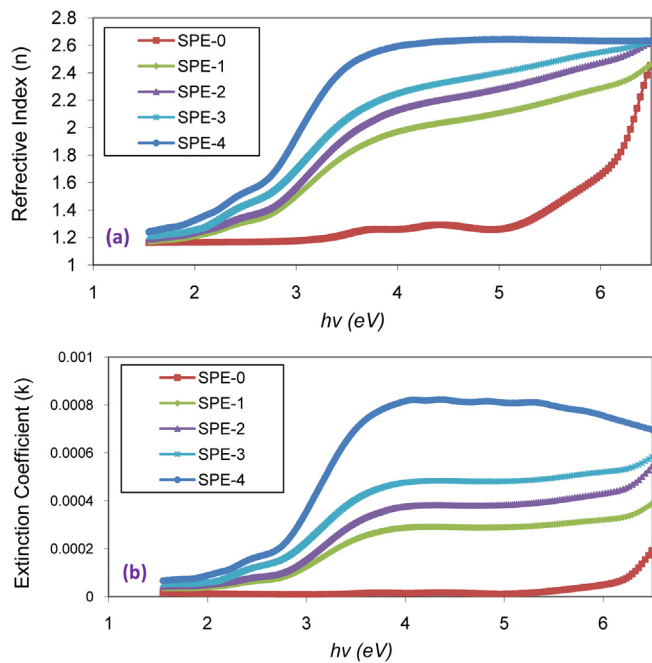 2.8
2.6
2.4
2.2
2
1.8
1.6
1.4
1.2
1
Refrective Index (n)
(a)
SPE-0
SPE-1
SPE-2
SPE-3
SPE-4
1 2 3 4 5 6
hv (eV)
0.001
0.0008
0.0006
0.0004
0.0002
0
Extinction Coefficient (k)
(b)
SPE-0
SPE-1
SPE-2
SPE-3
SPE-4
1 2 3 4 5 6
hv (eV)